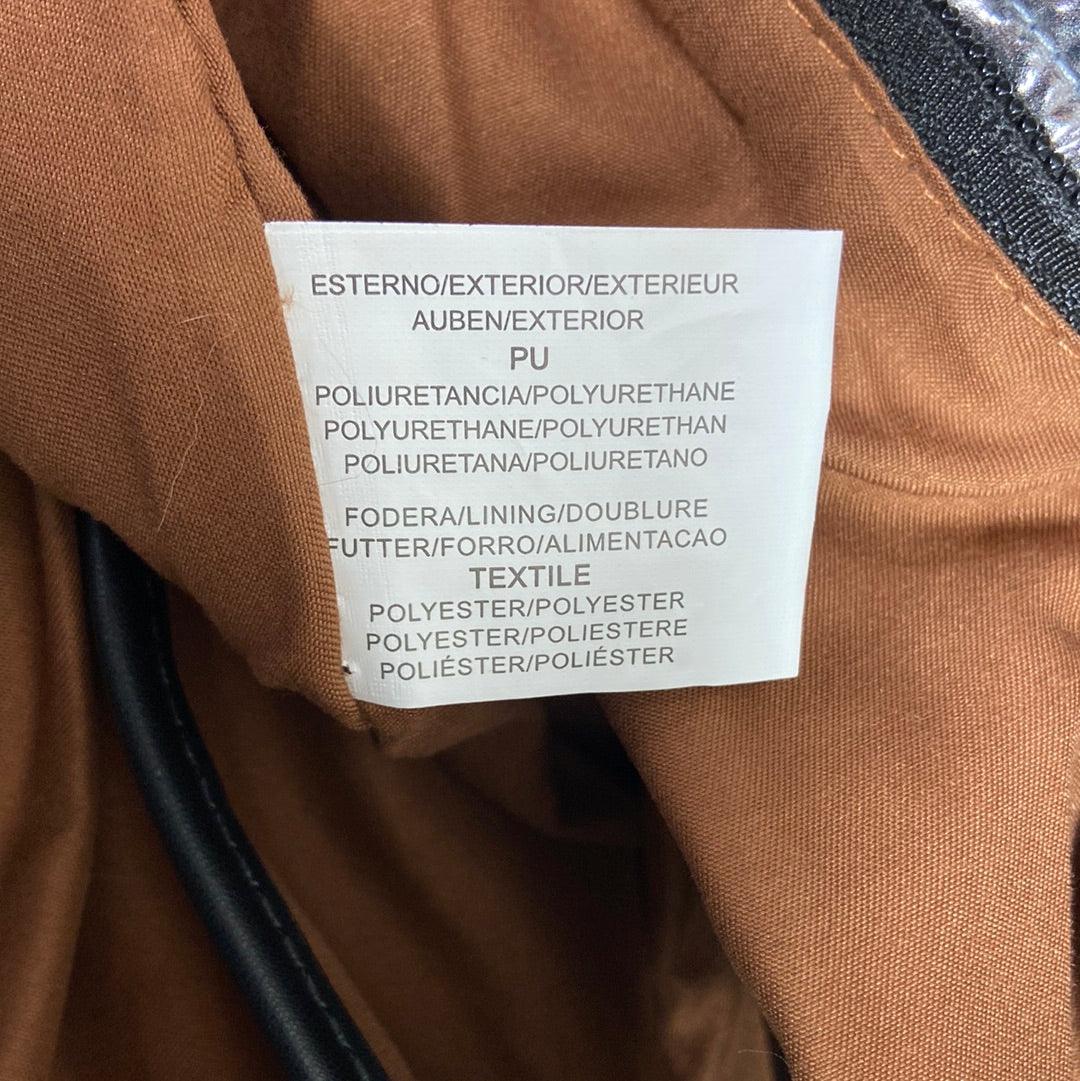 ESTERNO/EXTERIOR/EXTERIEUR
AUBEN/EXTERIOR
PU
POLIURETANCIA/POLYURETHANE
POLYURETHANE/POLYURETHAN
POLIURETANA/POLIURETANO
FODERA/LINING/DOUBLURE
FUTTER/FORRO/ALIMENTACAO
TEXTILE
POLYESTER/POLYESTER
POLYESTER/POLIESTERE
POLIÉSTER/POLIÉSTER